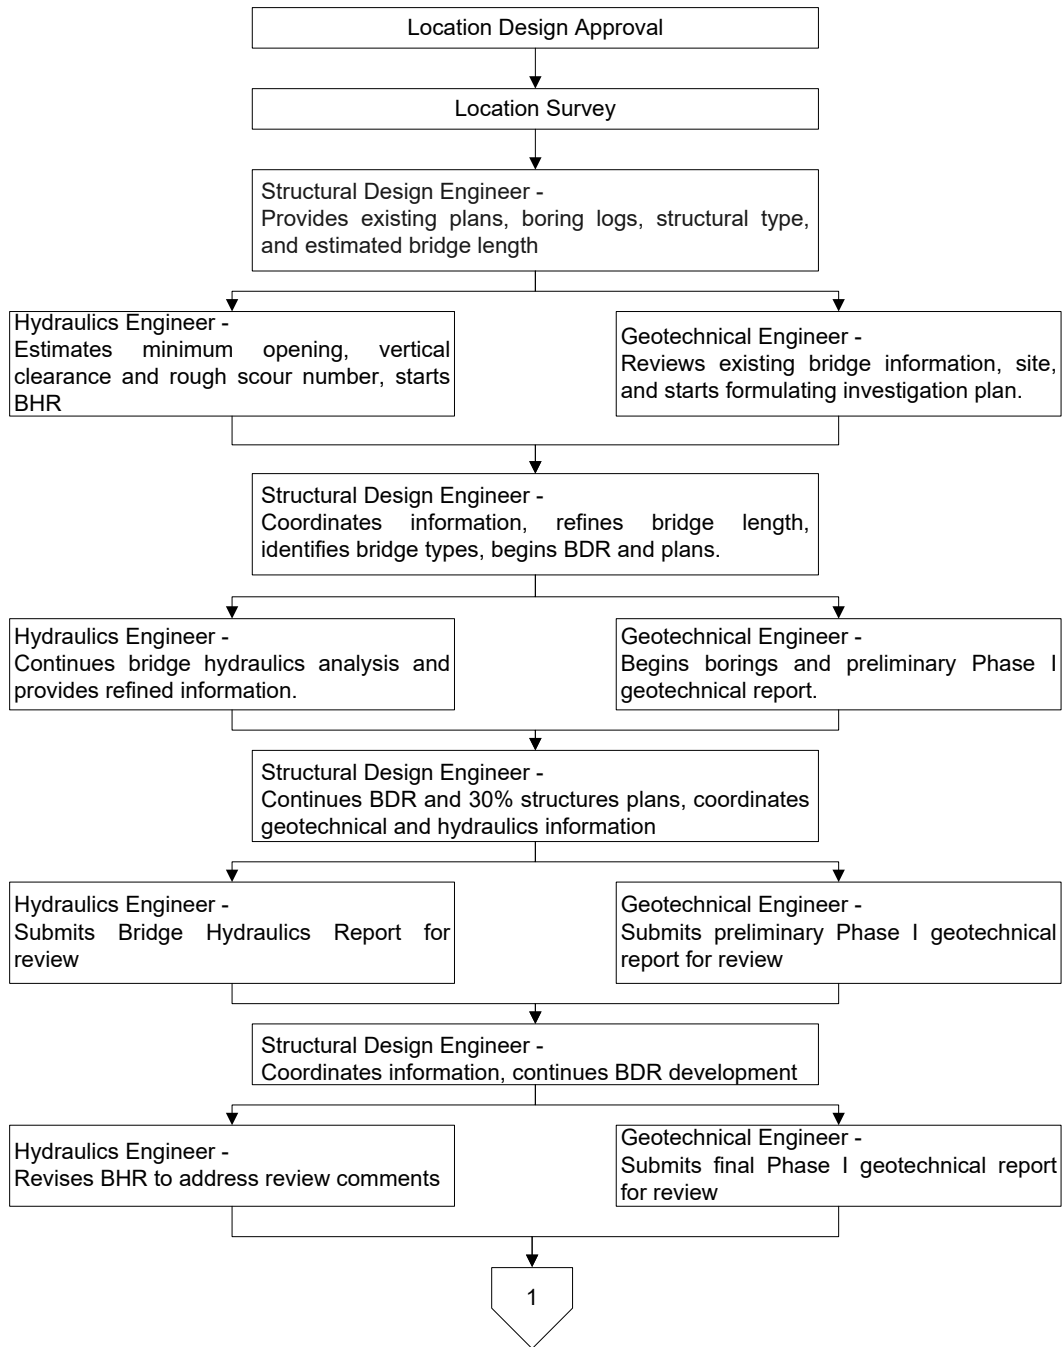 Location Design Approval
Location Survey
Structural Design Engineer -
Provides existing plans, boring logs, structural type,
and estimated bridge length
Hydraulics Engineer -
Estimates minimum opening, vertical
clearance and rough scour number, starts
BHR
Geotechnical Engineer -
Reviews existing bridge information, site,
and starts formulating investigation plan.
Structural Design Engineer -
Coordinates information, refines bridge length,
identifies bridge types, begins BDR and plans.
Hydraulics Engineer -
Continues bridge hydraulics analysis and
provides refined information.
Geotechnical Engineer -
Begins borings and preliminary Phase I
geotechnical report.
Structural Design Engineer -
Continues BDR and 30% structures plans, coordinates
geotechnical and hydraulics information
Hydraulics Engineer -
Submits Bridge Hydraulics Report for
review
Geotechnical Engineer -
Submits preliminary Phase I geotechnical
report for review
Structural Design Engineer -
Coordinates information, continues BDR development
Hydraulics Engineer -
Revises BHR to address review comments
Geotechnical Engineer -
Submits final Phase I geotechnical report
for review
1